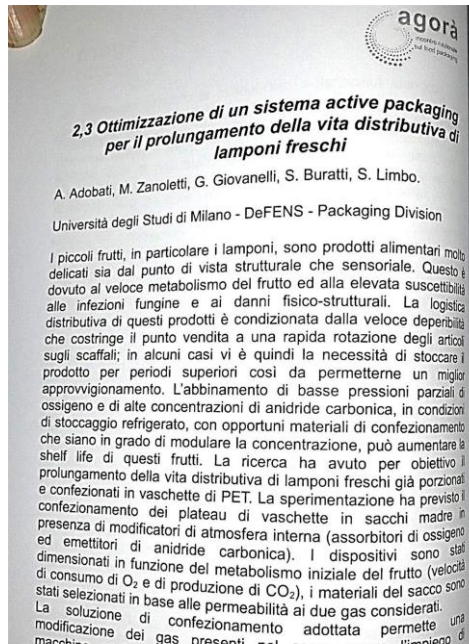 agorà
incontro nazionale
sul food packaging
2,3 Ottimizzazione di un sistema active packaging
per il prolungamento della vita distributiva di
lamponi freschi
A. Adobati, M. Zanoletti, G. Giovanelli, S. Buratti, S. Limbo.
Università degli Studi di Milano - DeFENS - Packaging Division
I piccoli frutti, in particolare i lamponi, sono prodotti alimentari molto
delicati sia dal punto di vista strutturale che sensoriale. Questo è
dovuto al veloce metabolismo del frutto ed alla elevata suscettibilità
alle infezioni fungine e ai danni fisico-strutturali. La logistica
distributiva di questi prodotti è condizionata dalla veloce deperibilità
che costringe il punto vendita a una rapida rotazione degli articoli
sugli scaffali; in alcuni casi vi è quindi la necessità di stoccare il
prodotto per periodi superiori così da permetterne un miglior
approvvigionamento. L'abbinamento di basse pressioni parziali di
ossigeno e di alte concentrazioni di anidride carbonica, in condizioni
di stoccaggio refrigerato, con opportuni materiali di confezionamento
che siano in grado di modulare la concentrazione, può aumentare la
shelf life di questi frutti. La ricerca ha avuto per obiettivo il
prolungamento della vita distributiva di lamponi freschi già porzionati
e confezionati in vaschette di PET. La sperimentazione ha previsto il
confezionamento dei plateau di vaschette in sacchi madre in
presenza di modificatori di atmosfera interna (assorbitori di ossigeno
ed emettitori di anidride carbonica). I dispositivi sono stati
dimensionati in funzione del metabolismo iniziale del frutto (velocità
di consumo di O₂ e di produzione di CO₂), i materiali del sacco sono
stati selezionati in base alle permeabilità ai due gas considerati.
La soluzione di confezionamento adottata permette una
modificazione dei gas presenti l'impiego o